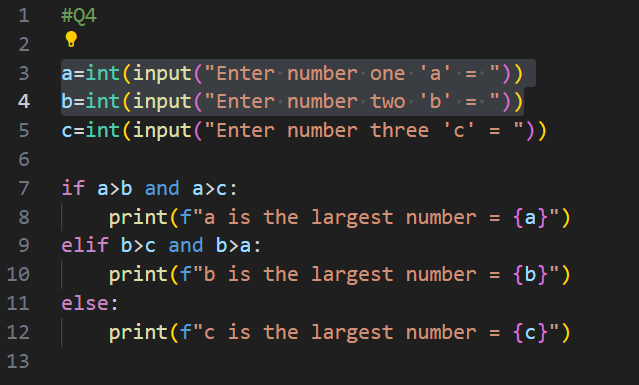 1 #Q4
2
3 a=int(input("Enter number one 'a' = "))
4 b=int(input("Enter number two 'b' = "))
5 c=int(input("Enter number three 'c' = "))
6
7 if a>b and a>c:
8     print(f"a is the largest number = {a}")
9 elif b>c and b>a:
10     print(f"b is the largest number = {b}")
11 else:
12     print(f"c is the largest number = {c}")
13